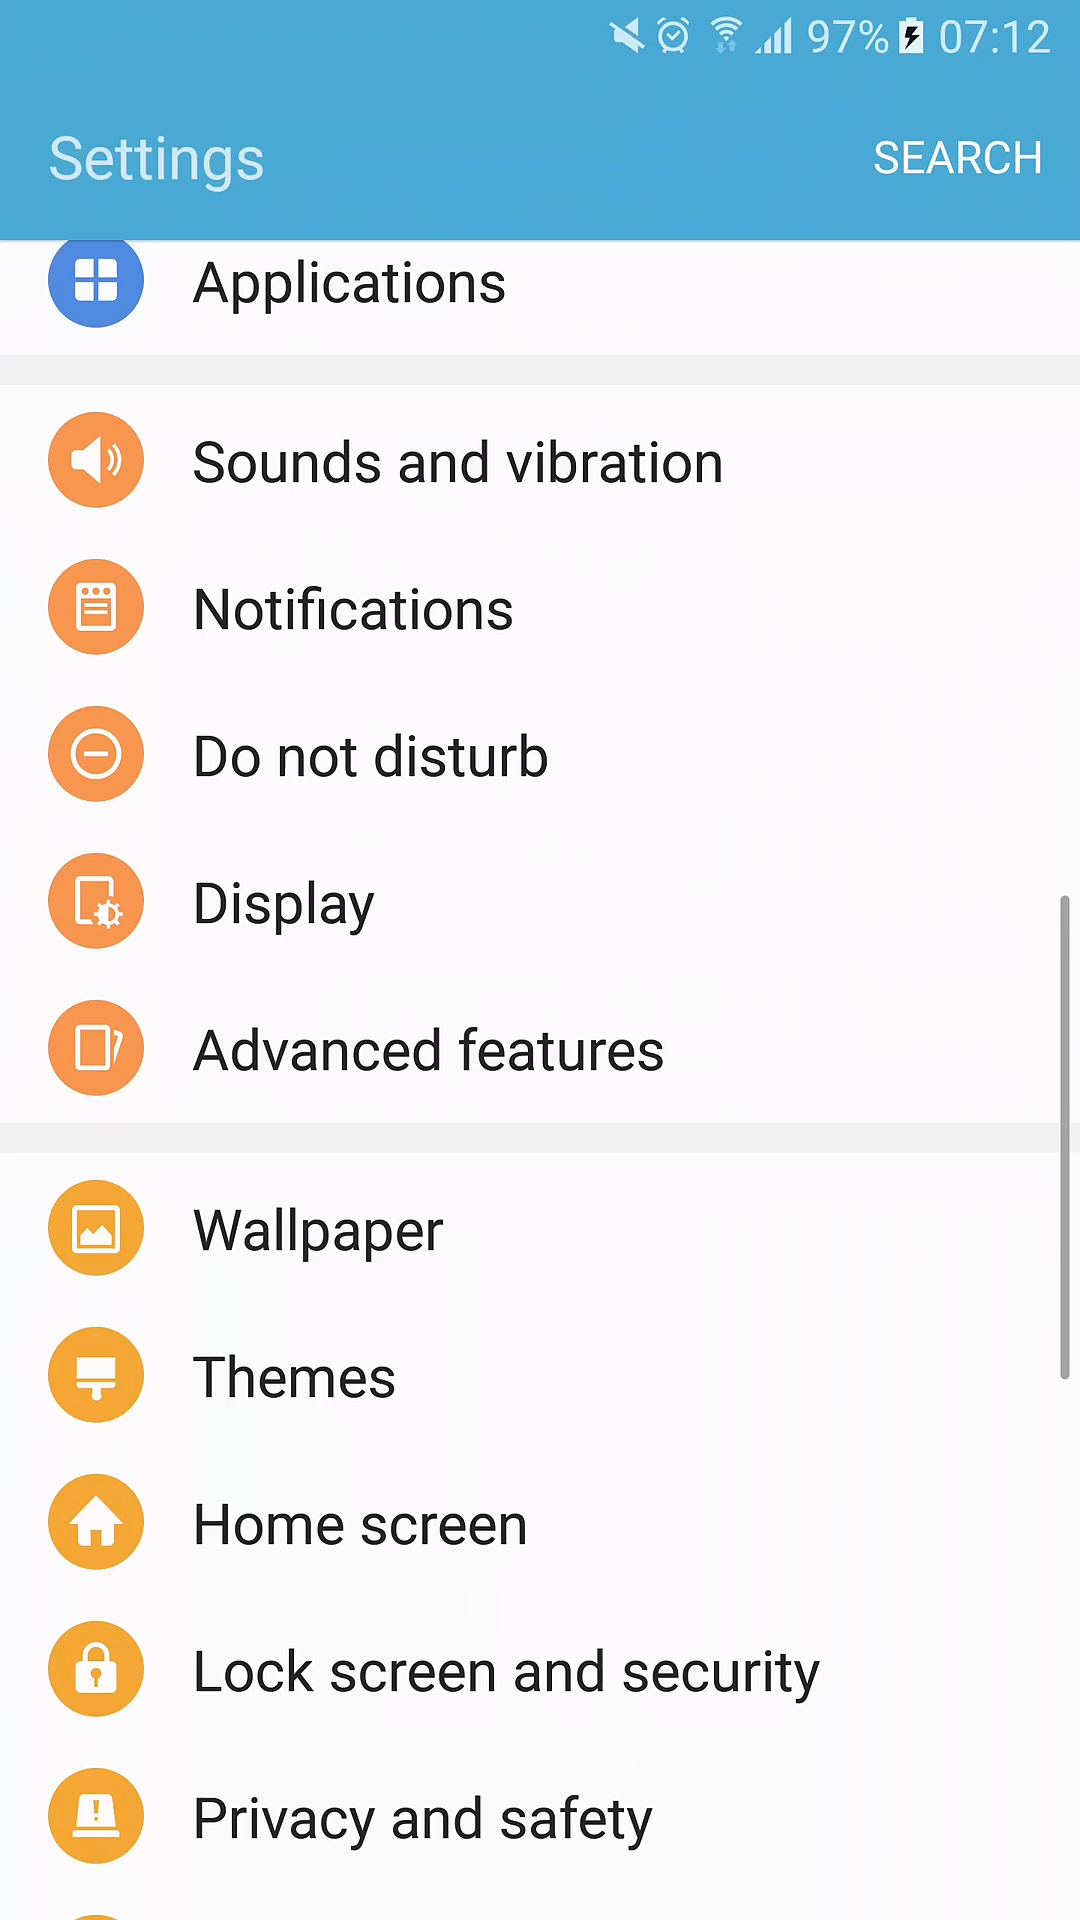 97% 07:12
Settings SEARCH
Applications
Sounds and vibration
Notifications
Do not disturb
Display
Advanced features
Wallpaper
Themes
Home screen
Lock screen and security
Privacy and safety